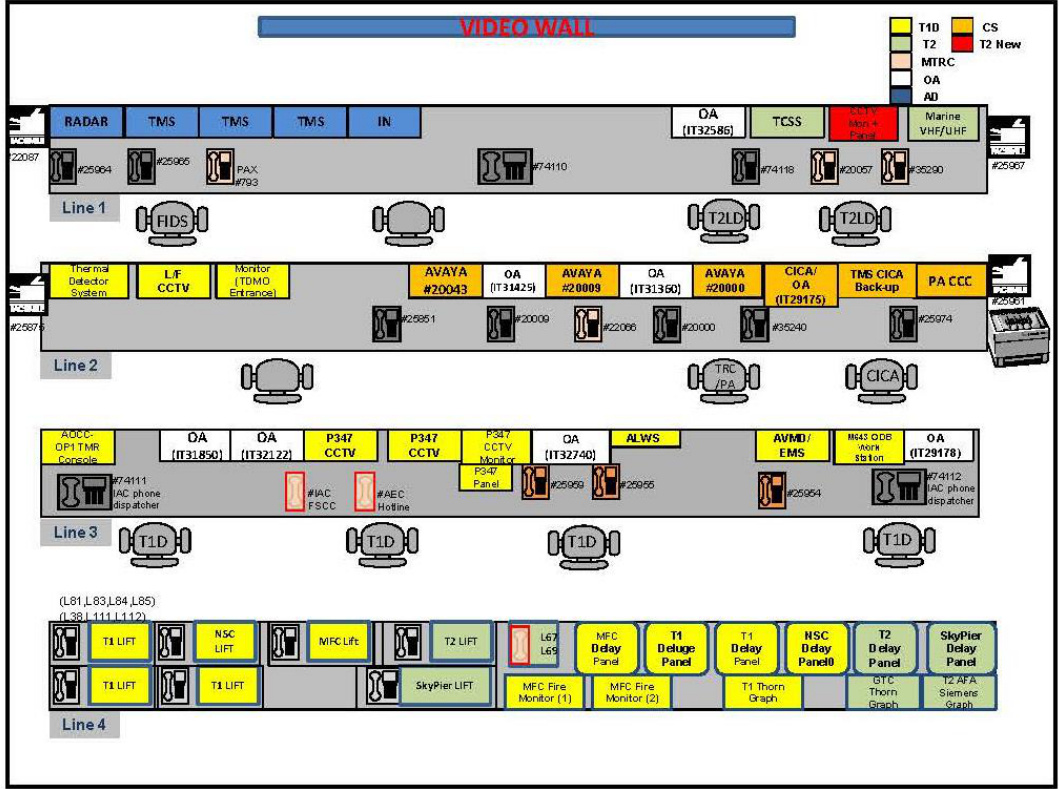 VIDEO WALL
T1D
CS
T2
T2 New
MTRC
OA
AD
RADAR
TMS
TMS
TMS
IN
OA
(IT32586)
TCSS
CCTV
Mon +
Panel
Marine
VHF/UHF
#22087
#25964
#25965
PAX
#793
#74110
#74118
#20057
#35290
#25967
Line 1
FIDS
T2LD
T2LD
Thermal
Detector
System
L/F
CCTV
Monitor
(TDMO
Entrance)
AVAYA
#20043
OA
(IT31425)
AVAYA
#20009
OA
(IT31360)
AVAYA
#20000
CICA/
OA
(IT29175)
TMS CICA
Back-up
PA CCC
#25851
#20009
#22066
#20000
#35240
#25974
#25981
Line 2
TRC
/PA
CICA
AOCC-
OP1 TMR
Console
OA
(IT31850)
OA
(IT32122)
P347
CCTV
P347
CCTV
P347
CCTV
Monitor
P347
Panel
OA
(IT32740)
ALWS
AVMD/
EMS
Work
Station
OA
(IT29178)
#74111
IAC phone
dispatcher
#IAC
FSCC
#AEC
Hotline
#25959
#25955
#25954
#74112
IAC phone
dispatcher
Line 3
T1D
T1D
T1D
T1D
(L81,L83,L84,L85)
(L38,L111,L112)
T1 LIFT
NSC
LIFT
MFC Lift
T2 LIFT
L67
L69
MFC
Delay
Panel
T1
Deluge
Panel
T1
Delay
Panel
NSC
Delay
Panel0
T2
Delay
Panel
SkyPier
Delay
Panel
T1 LIFT
T1 LIFT
SkyPier LIFT
MFC Fire
Monitor (1)
MFC Fire
Monitor (2)
T1 Thorn
Graph
GTC
Thorn
Graph
T2 AFA
Siemens
Graph
Line 4